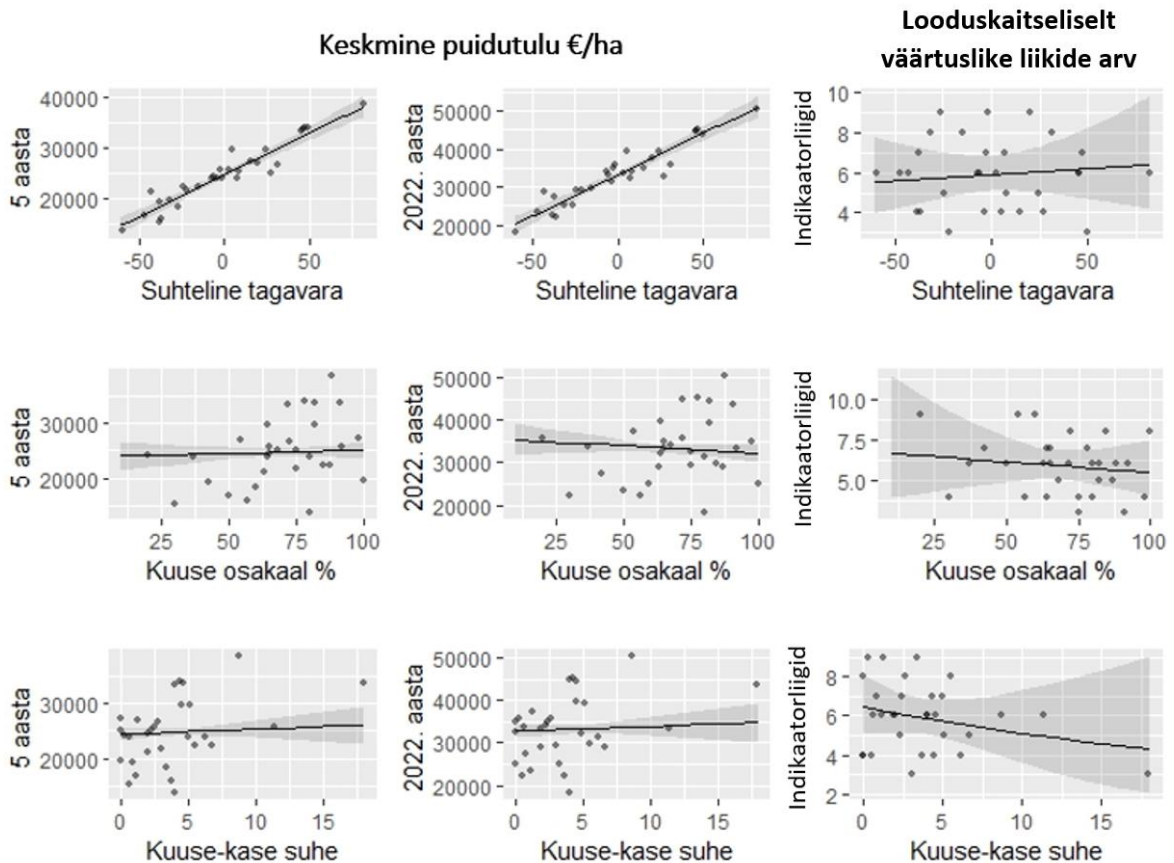 Keskmine puidutulu €/ha
Looduskaitseliselt
väärtuslike liikide arv
5 aasta
40000
30000
20000
-50 0 50
Suhteline tagavara
2022. aasta
50000
40000
30000
20000
-50 0 50
Suhteline tagavara
Indikaatorliigid
10
8
6
4
-50 0 50
Suhteline tagavara
5 aasta
30000
20000
25 50 75 100
Kuuse osakaal %
2022. aasta
50000
40000
30000
20000
25 50 75 100
Kuuse osakaal %
Indikaatorliigid
10.0
7.5
5.0
25 50 75 100
Kuuse osakaal %
5 aasta
30000
20000
0 5 10 15
Kuuse-kase suhe
2022. aasta
50000
40000
30000
20000
0 5 10 15
Kuuse-kase suhe
Indikaatorliigid
8
6
4
2
0 5 10 15
Kuuse-kase suhe